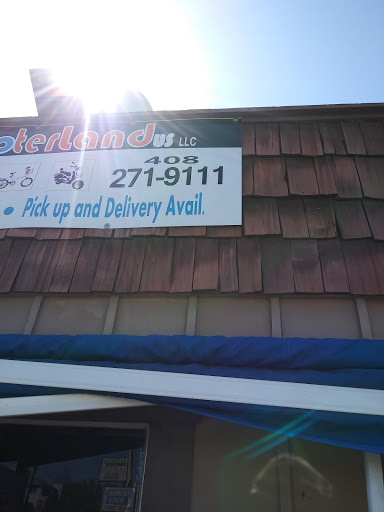 oterLandus LLC
408
271-9111
• Pick up and Delivery Avail.